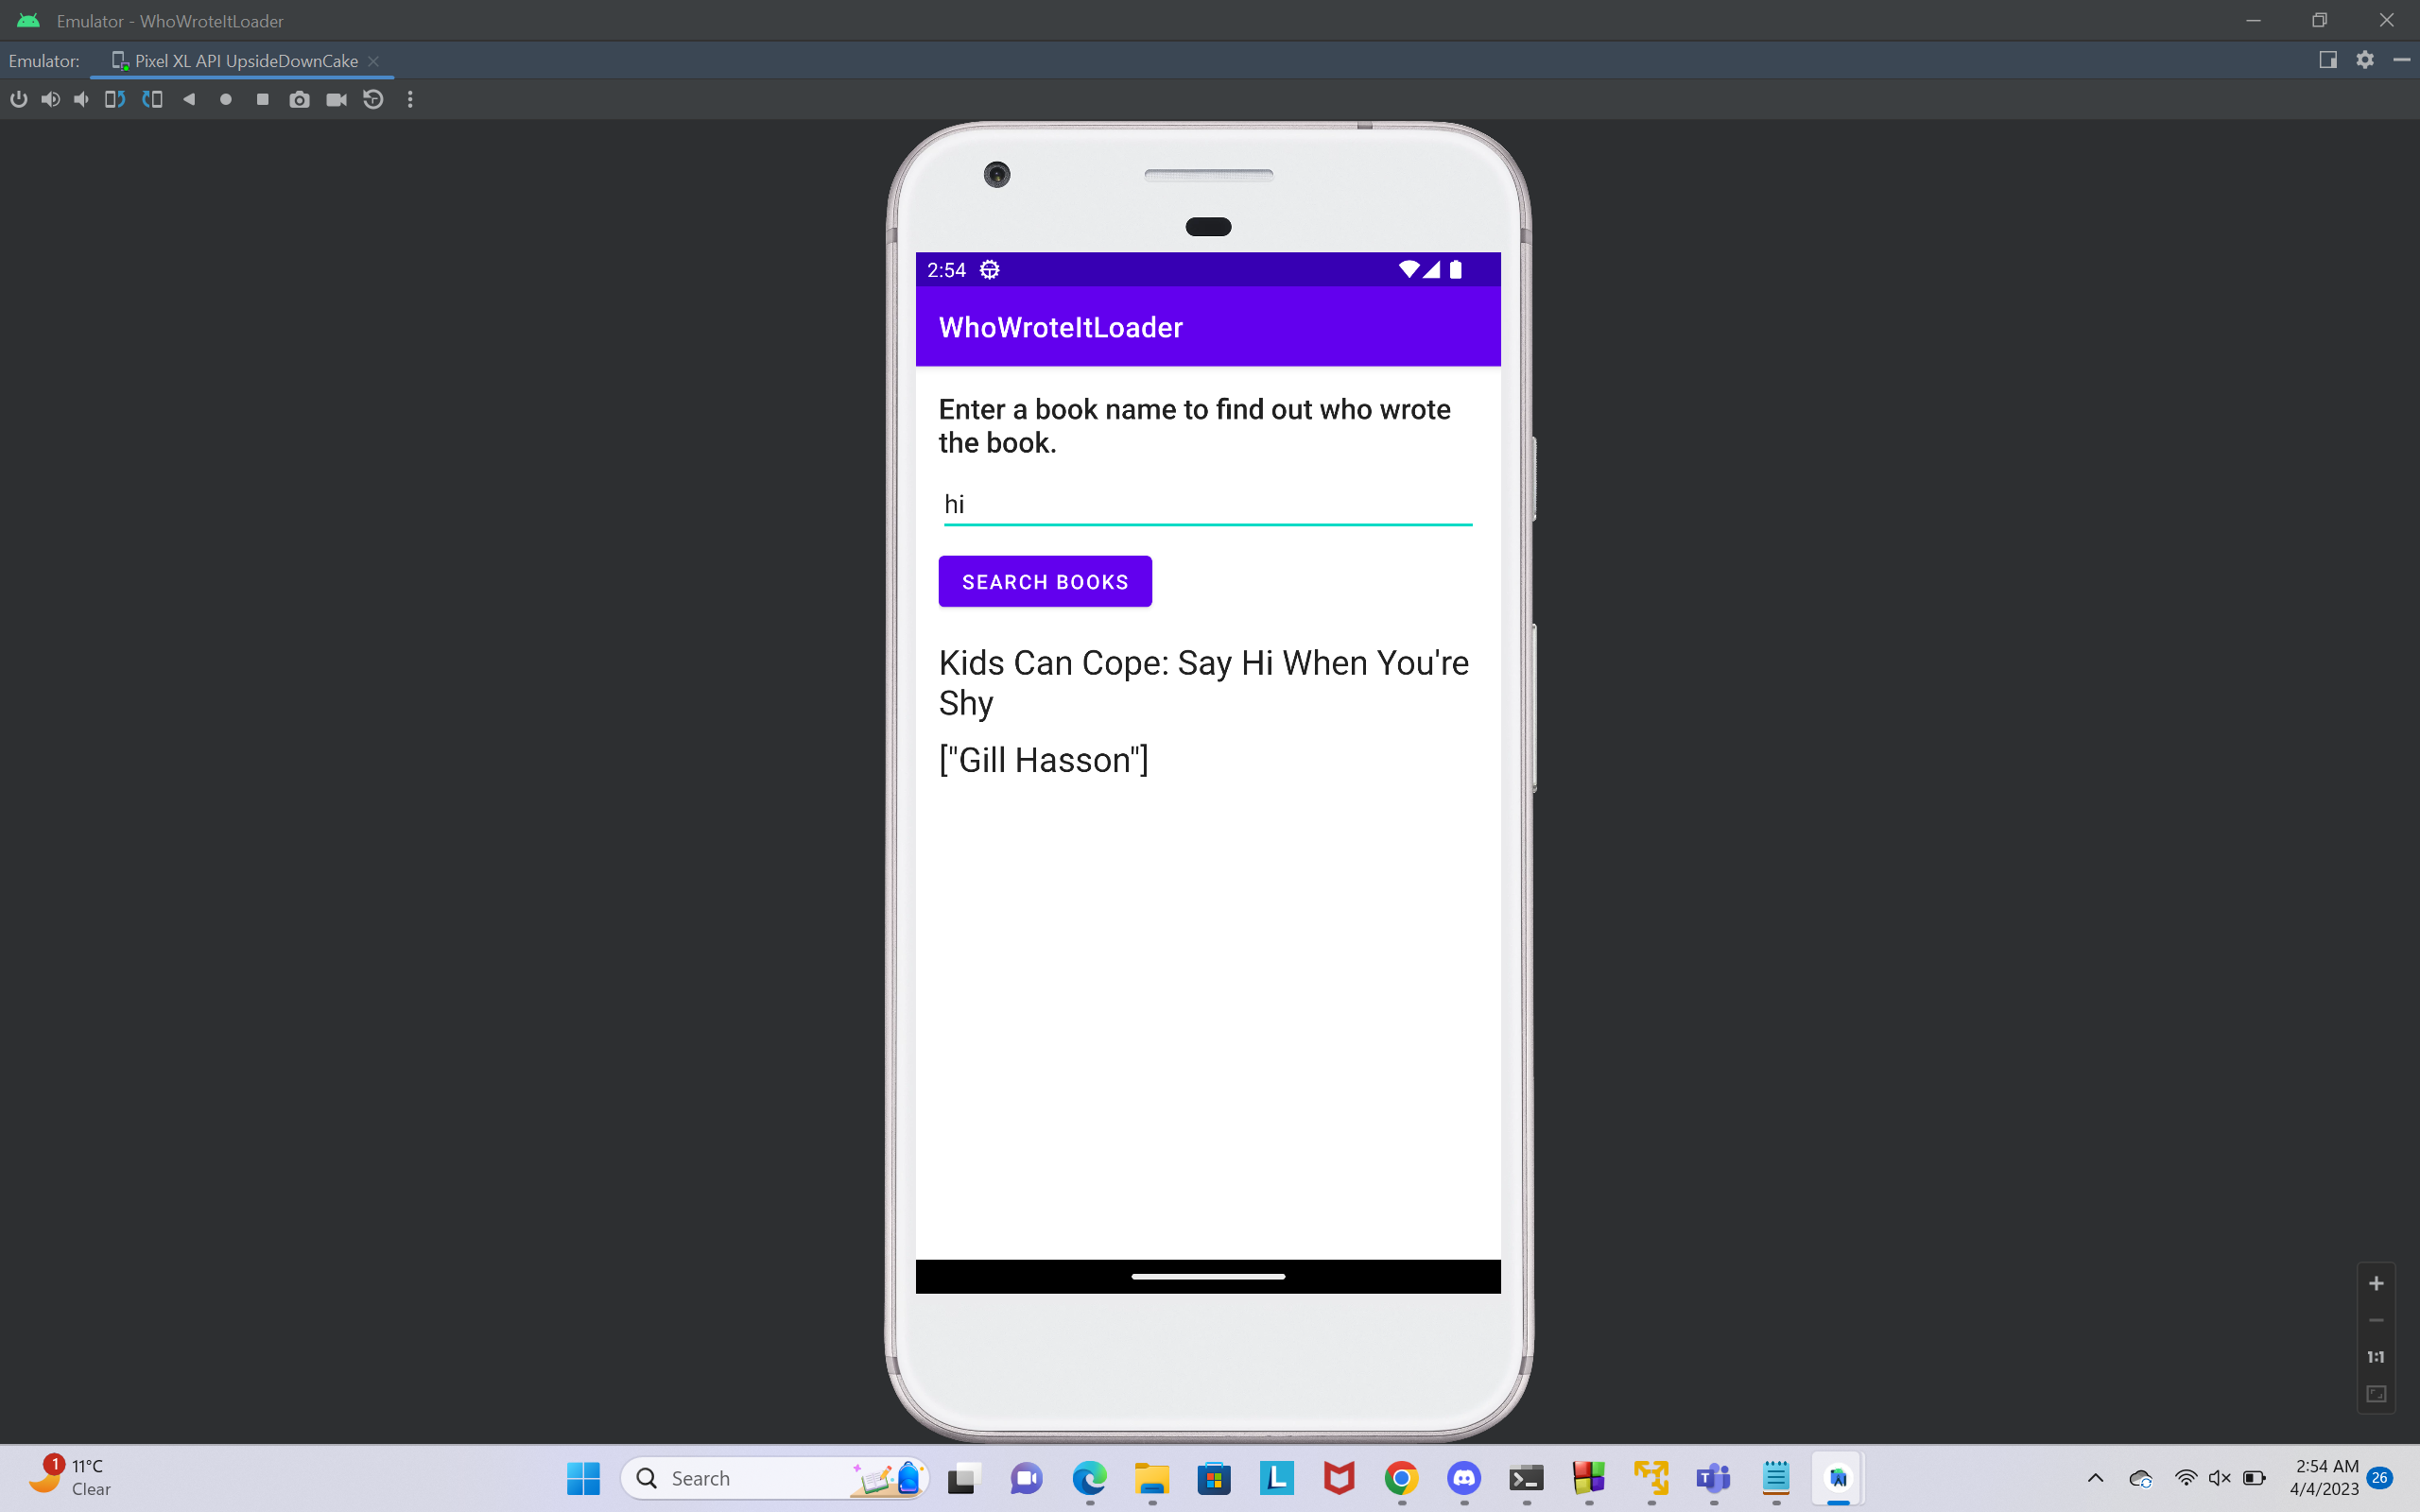 Emulator - WhoWroteItLoader
Emulator: Pixel XL API UpsideDownCake
2:54
WhoWroteItLoader
Enter a book name to find out who wrote
the book.
hi
SEARCH BOOKS
Kids Can Cope: Say Hi When You're
Shy
["Gill Hasson"]
1:1
1
11°C
Clear
Search
2:54 AM
4/4/2023
26